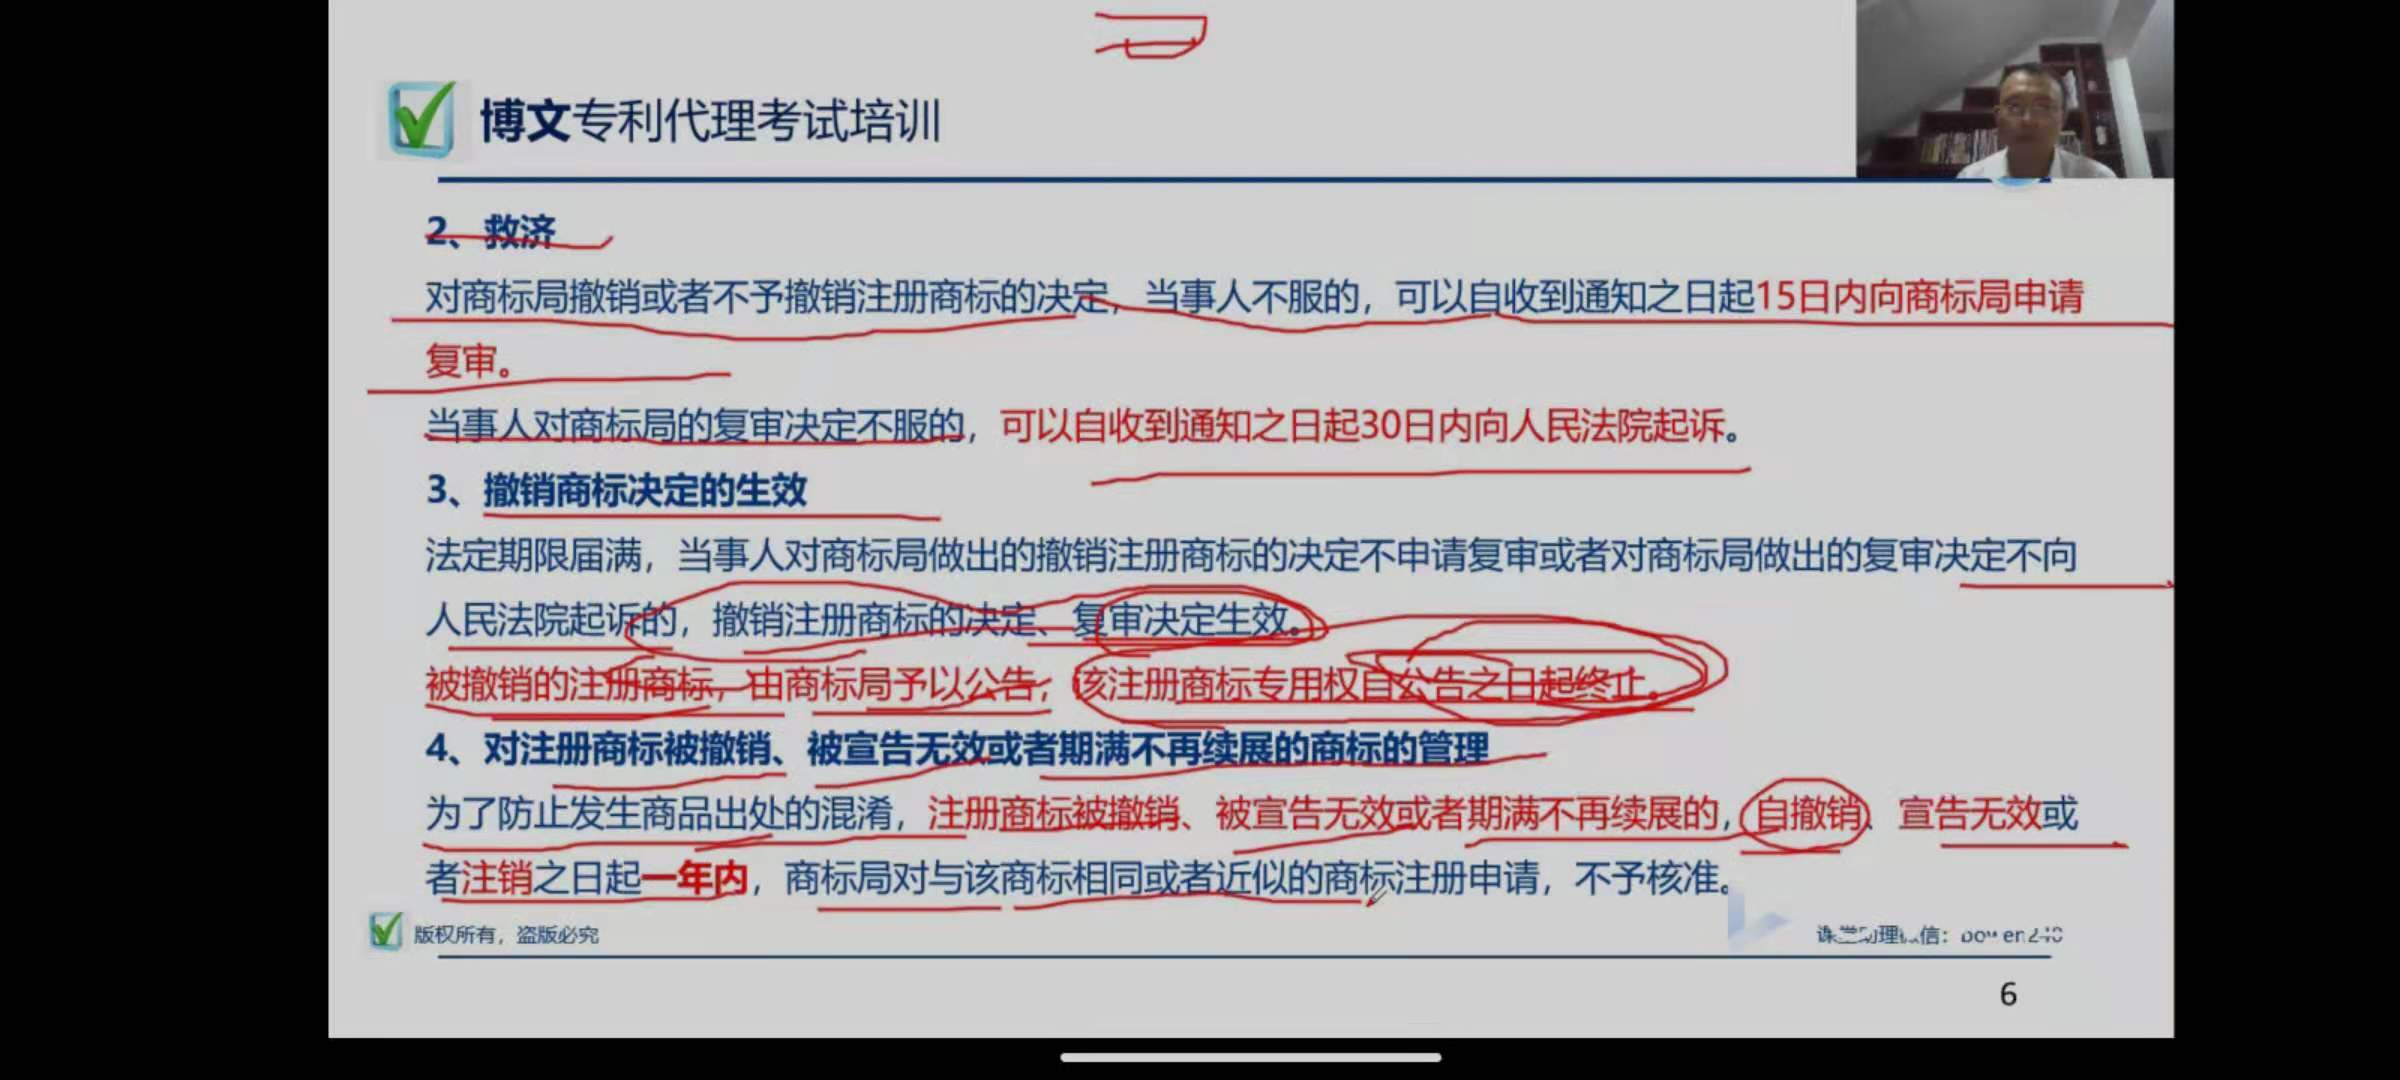 博文专利代理考试培训
2、救济
对商标局撤销或者不予撤销注册商标的决定，当事人不服的，可以自收到通知之日起15日内向商标局申请
复审。
当事人对商标局的复审决定不服的，可以自收到通知之日起30日内向人民法院起诉。
3、撤销商标决定的生效
法定期限届满，当事人对商标局做出的撤销注册商标的决定不申请复审或者对商标局做出的复审决定不向
人民法院起诉的，撤销注册商标的决定、复审决定生效。
被撤销的注册商标，由商标局予以公告，该注册商标专用权自公告之日起终止。
4、对注册商标被撤销、被宣告无效或者期满不再续展的商标的管理
为了防止发生商品出处的混淆，注册商标被撤销、被宣告无效或者期满不再续展的，自撤销、宣告无效或
者注销之日起一年内，商标局对与该商标相同或者近似的商标注册申请，不予核准。
版权所有，盗版必究
6